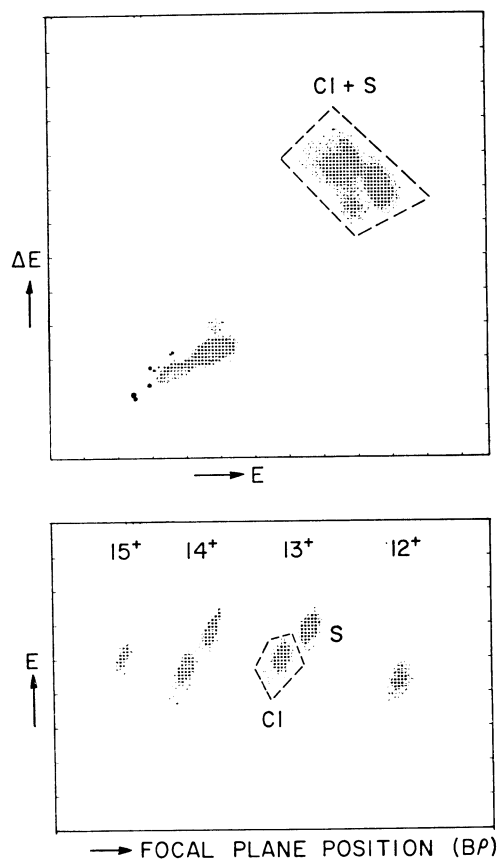 Cl + S
ΔE
E
15+ 14+ 13+ 12+
E
S
Cl
FOCAL PLANE POSITION (Bρ)